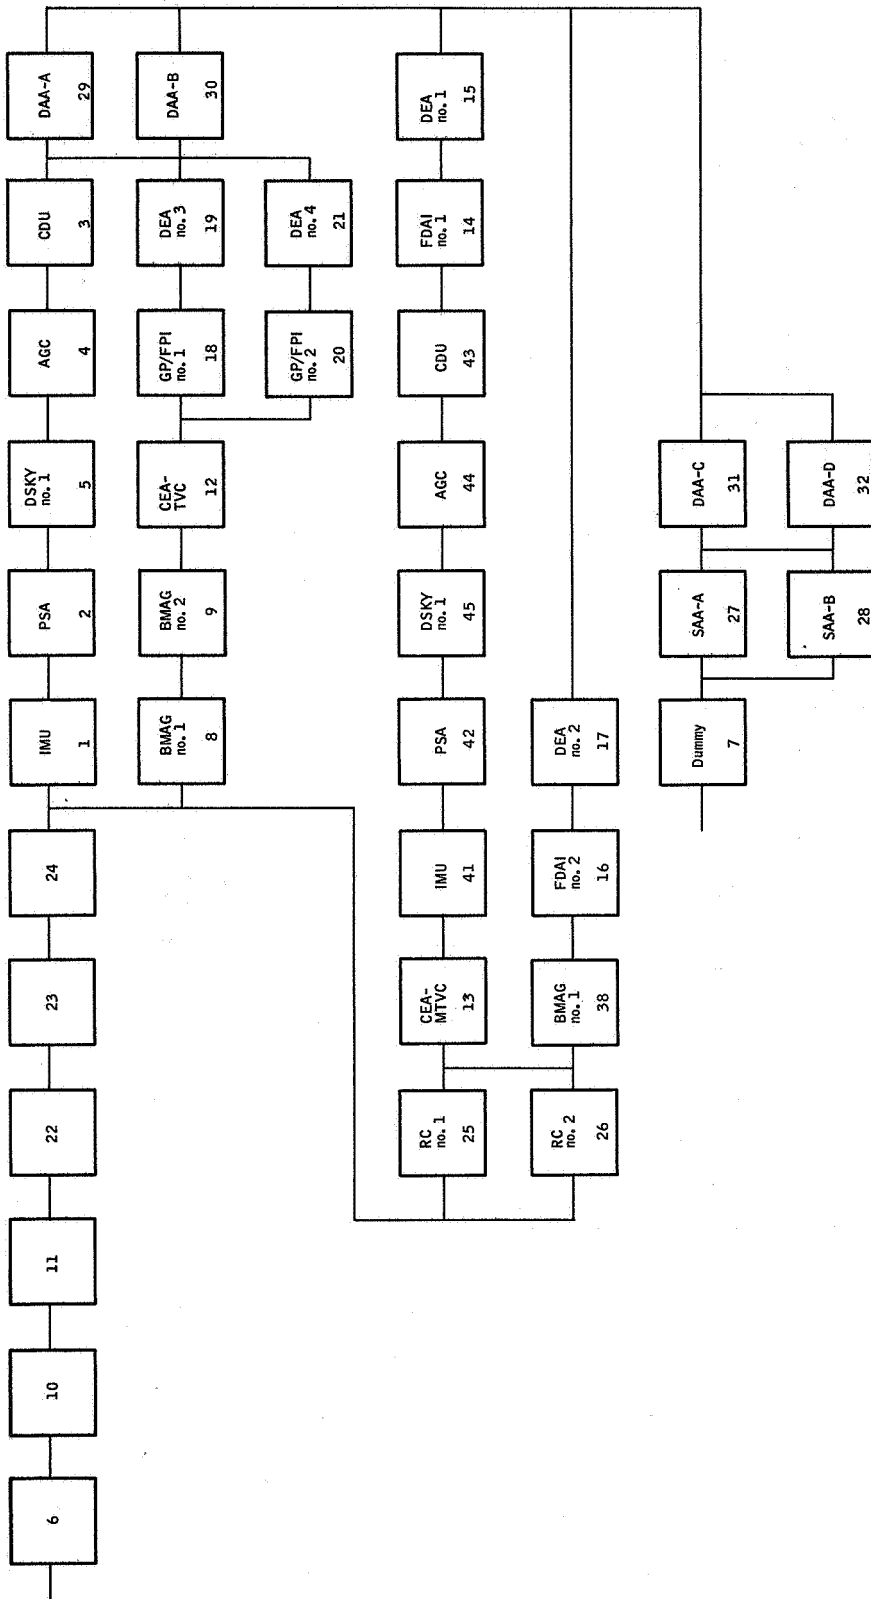 6
10
11
22
23
24
IMU
1
PSA
2
DSKY
no.1
5
AGC
4
CDU
3
DAA-A
29
BMAG
no.1
8
BMAG
no.2
9
CEA-
TVC
12
GP/FPI
no.1
18
DEA
no.3
19
DAA-B
30
GP/FPI
no.2
20
DEA
no.4
21
RC
no.1
25
CEA-
MTVC
13
IMU
41
PSA
42
DSKY
no.1
45
AGC
44
CDU
43
FDAI
no.1
14
DEA
no.1
15
RC
no.2
26
BMAG
no.1
38
FDAI
no.2
16
DEA
no.2
17
Dummy
7
SAA-A
27
DAA-C
31
SAA-B
28
DAA-D
32